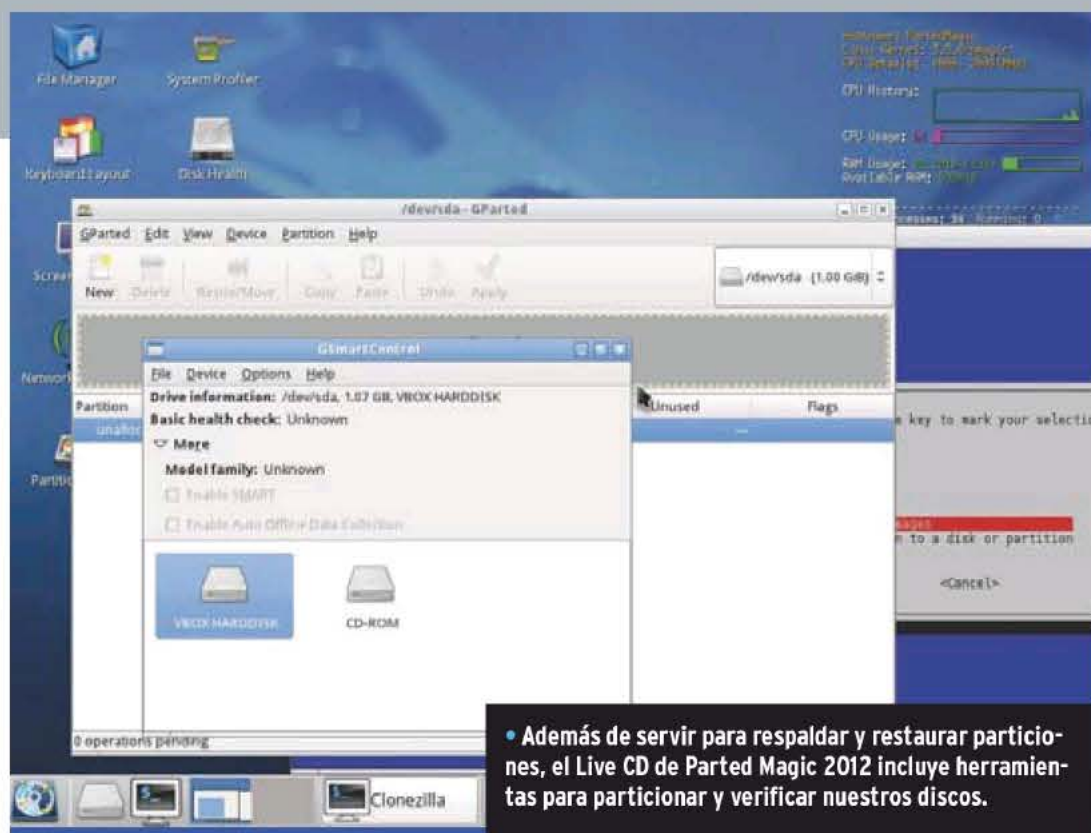 File Manager
System Profiler
Keyboard Layout
Disk Health
CPU History:
CPU Usage:
RAM Usage:
Available RAM:
/dev/sda - GParted
GParted Edit View Device Partition Help
New Delete Resize/Move Copy Paste Undo Apply
/dev/sda (1.00 GiB)
GSmartControl
File Device Options Help
Drive information: /dev/sda, 1.07 GB, VBOX HARDDISK
Basic health check: Unknown
More
Model family: Unknown
Enable SMART
Enable Auto Offline Data Collection
VBOX HARDDISK
CD-ROM
Partition
Unused
Flags
key to mark your selectio
to a disk or partition
<Cancel>
0 operations pending
Clonezilla
• Además de servir para respaldar y restaurar particio-
nes, el Live CD de Parted Magic 2012 incluye herramien-
tas para particionar y verificar nuestros discos.